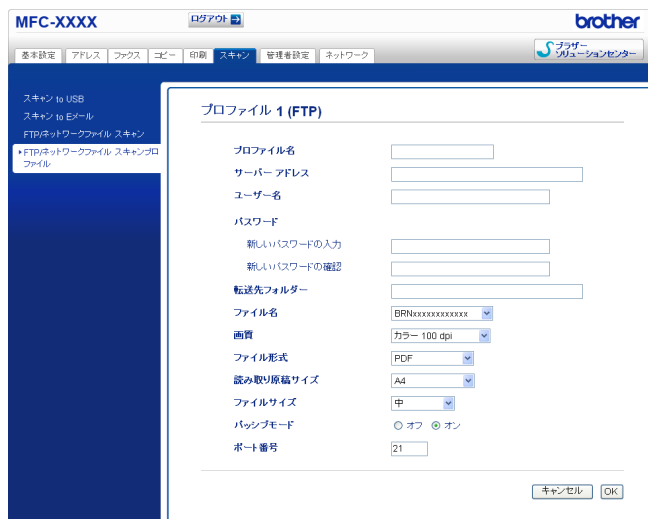 MFC-XXXX
ログアウト
brother
基本設定 アドレス ファクス コピー 印刷 スキャン 管理者設定 ネットワーク
ブラザー
ソリューションセンター
スキャン to USB
スキャン to Eメール
FTP/ネットワークファイル スキャン
FTP/ネットワークファイル スキャンプロ
ファイル
プロファイル 1 (FTP)
プロファイル名
サーバー アドレス
ユーザー名
パスワード
新しいパスワードの入力
新しいパスワードの確認
転送先フォルダー
ファイル名 BRNxxxxxxxxxxxx
画質 カラー 100 dpi
ファイル形式 PDF
読み取り原稿サイズ A4
ファイルサイズ 中
パッシブモード オフ オン
ポート番号 21
キャンセル OK